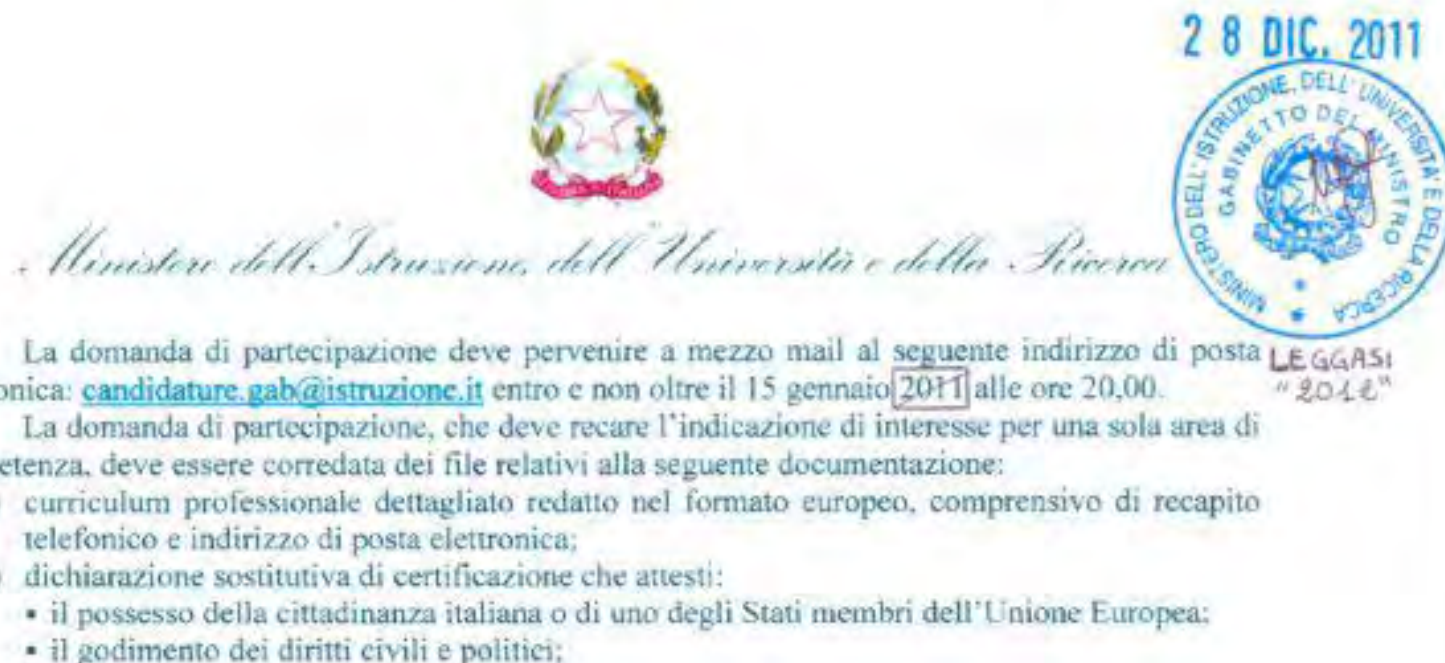 2 8 DIC. 2011
MINISTERO DELL'ISTRUZIONE, DELL'UNIVERSITA' E DELLA RICERCA
GABINETTO DEL MINISTRO
Ministero dell'Istruzione, dell'Università e della Ricerca
La domanda di partecipazione deve pervenire a mezzo mail al seguente indirizzo di posta
onica: candidature.gab@istruzione.it entro e non oltre il 15 gennaio 2011 alle ore 20,00.
LEGGASI
"2012"
La domanda di partecipazione, che deve recare l'indicazione di interesse per una sola area di
etenza, deve essere corredata dei file relativi alla seguente documentazione:
curriculum professionale dettagliato redatto nel formato europeo, comprensivo di recapito
telefonico e indirizzo di posta elettronica;
dichiarazione sostitutiva di certificazione che attesti:
▪ il possesso della cittadinanza italiana o di uno degli Stati membri dell'Unione Europea;
▪ il godimento dei diritti civili e politici;